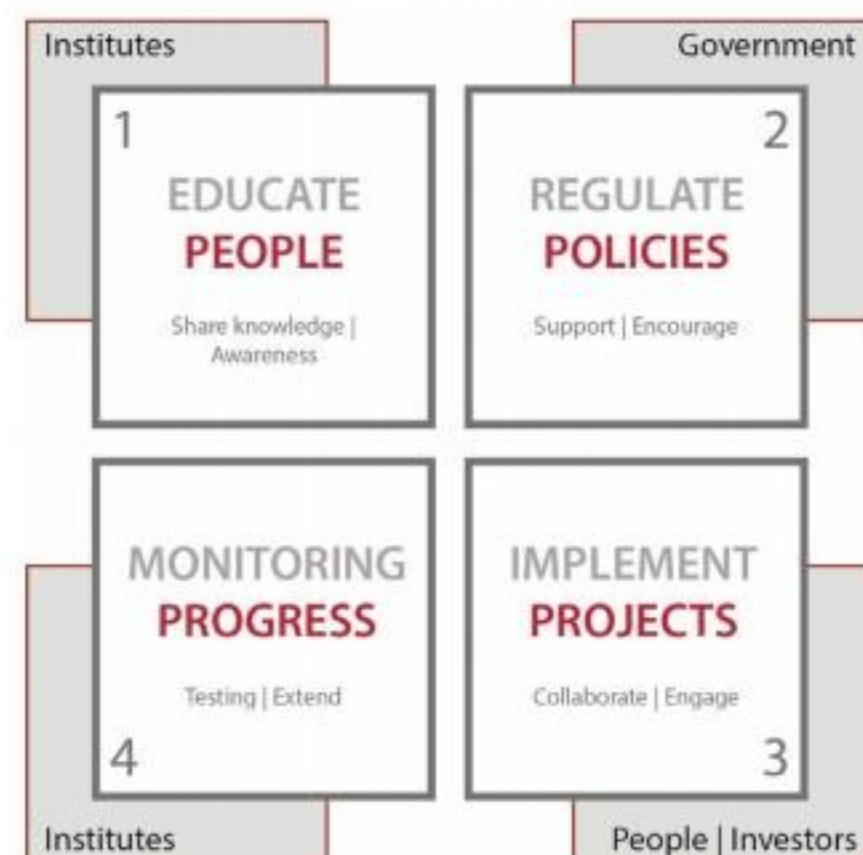 Institutes
Government
1
EDUCATE
PEOPLE
Share knowledge |
Awareness
2
REGULATE
POLICIES
Support | Encourage
MONITORING
PROGRESS
Testing | Extend
4
Institutes
IMPLEMENT
PROJECTS
Collaborate | Engage
3
People | Investors